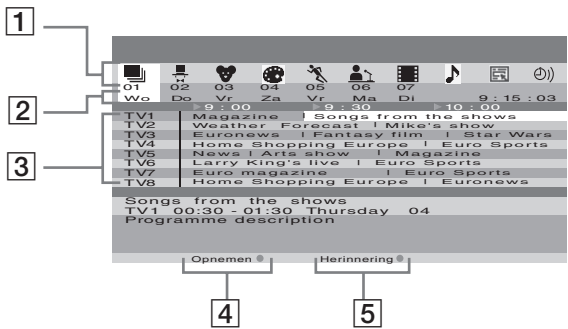 1
01 02 03 04 05 06 07
2
Wo Do Vr Za Vr Ma Di 9 : 15 : 03
9 : 00 9 : 30 10 : 00
3
TV1 Magazine Songs from the shows
TV2 Weather Forecast Mike's show
TV3 Euronews Fantasy film Star Wars
TV4 Home Shopping Europe Euro Sports
TV5 News Arts show Magazine
TV6 Larry King's live Euro Sports
TV7 Euro magazine Euro Sports
TV8 Home Shopping Europe Euronews
Songs from the shows
TV1 00:30 - 01:30 Thursday 04
Programme description
Opnemen Herinnering
4 5